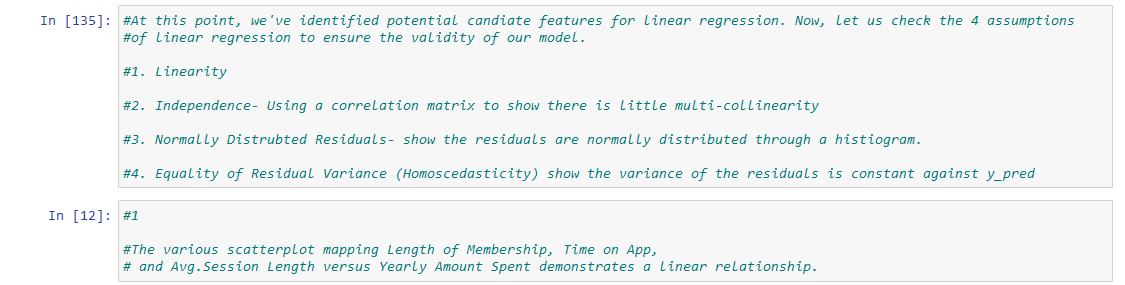 In [135]: #At this point, we've identified potential candiate features for linear regression. Now, let us check the 4 assumptions
#of linear regression to ensure the validity of our model.
#1. Linearity
#2. Independence- Using a correlation matrix to show there is little multi-collinearity
#3. Normally Distrubted Residuals- show the residuals are normally distributed through a histiogram.
#4. Equality of Residual Variance (Homoscedasticity) show the variance of the residuals is constant against y_pred
In [12]: #1
#The various scatterplot mapping Length of Membership, Time on App,
# and Avg.Session Length versus Yearly Amount Spent demonstrates a linear relationship.